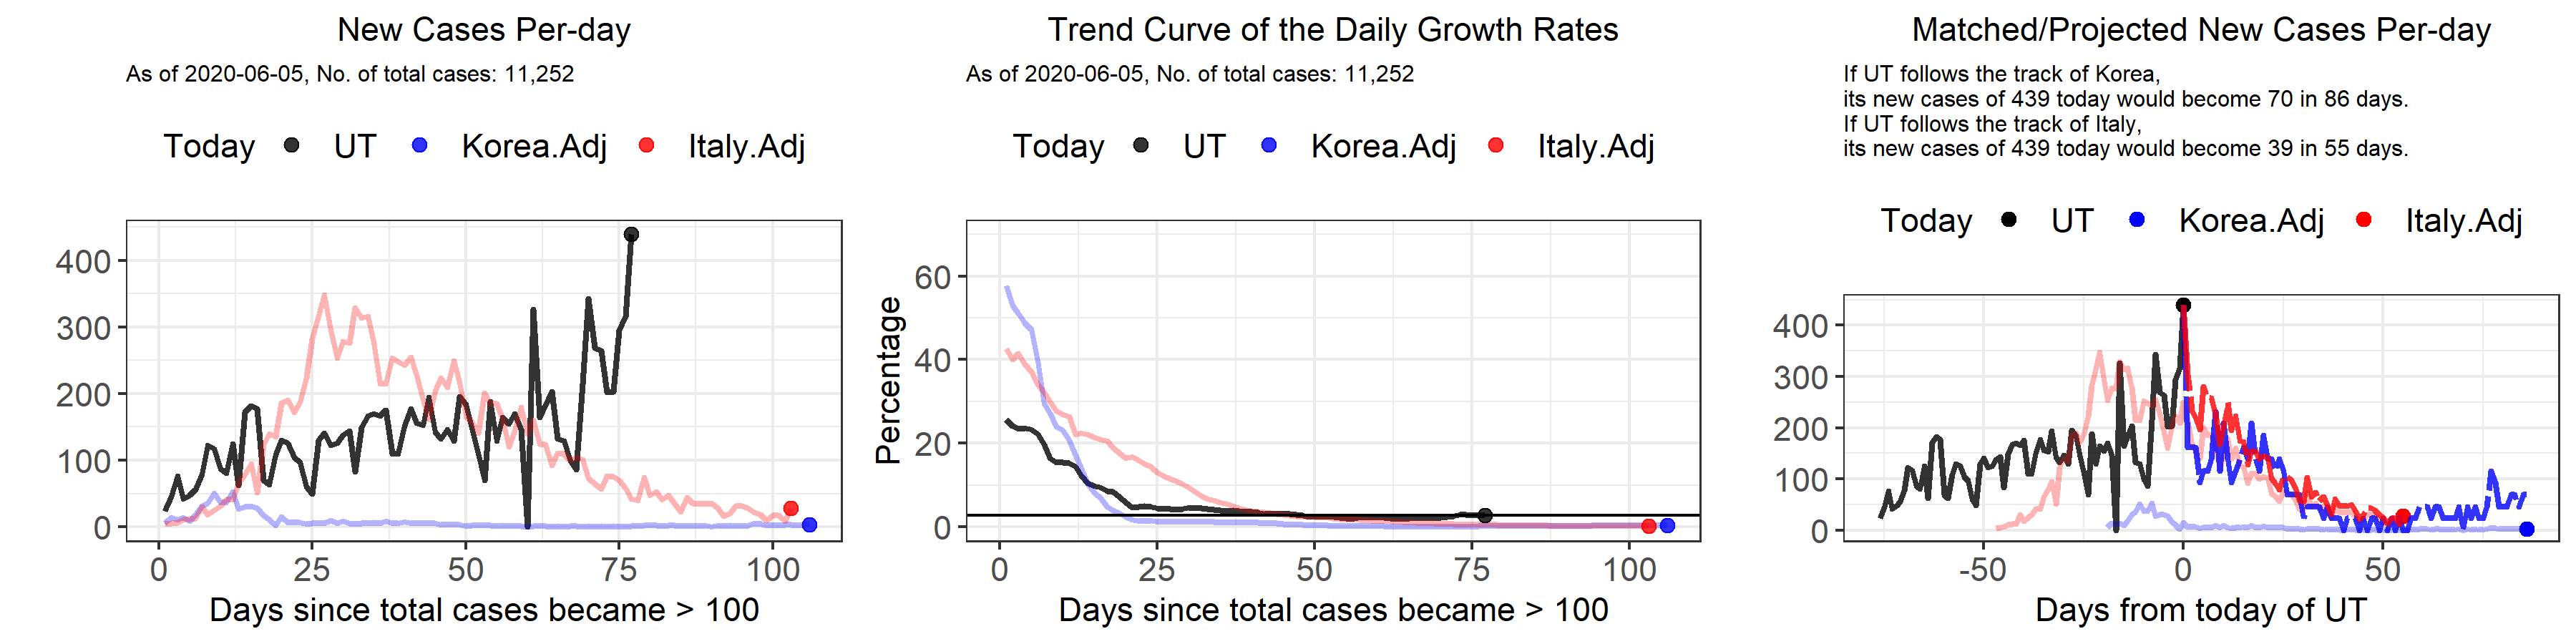 New Cases Per-day
As of 2020-06-05, No. of total cases: 11,252
Today UT Korea.Adj Italy.Adj
400
300
200
100
0
0 25 50 75 100
Days since total cases became > 100
Trend Curve of the Daily Growth Rates
As of 2020-06-05, No. of total cases: 11,252
Today UT Korea.Adj Italy.Adj
Percentage
60
40
20
0
0 25 50 75 100
Days since total cases became > 100
Matched/Projected New Cases Per-day
If UT follows the track of Korea,
its new cases of 439 today would become 70 in 86 days.
If UT follows the track of Italy,
its new cases of 439 today would become 39 in 55 days.
Today UT Korea.Adj Italy.Adj
400
300
200
100
0
-50 0 50
Days from today of UT